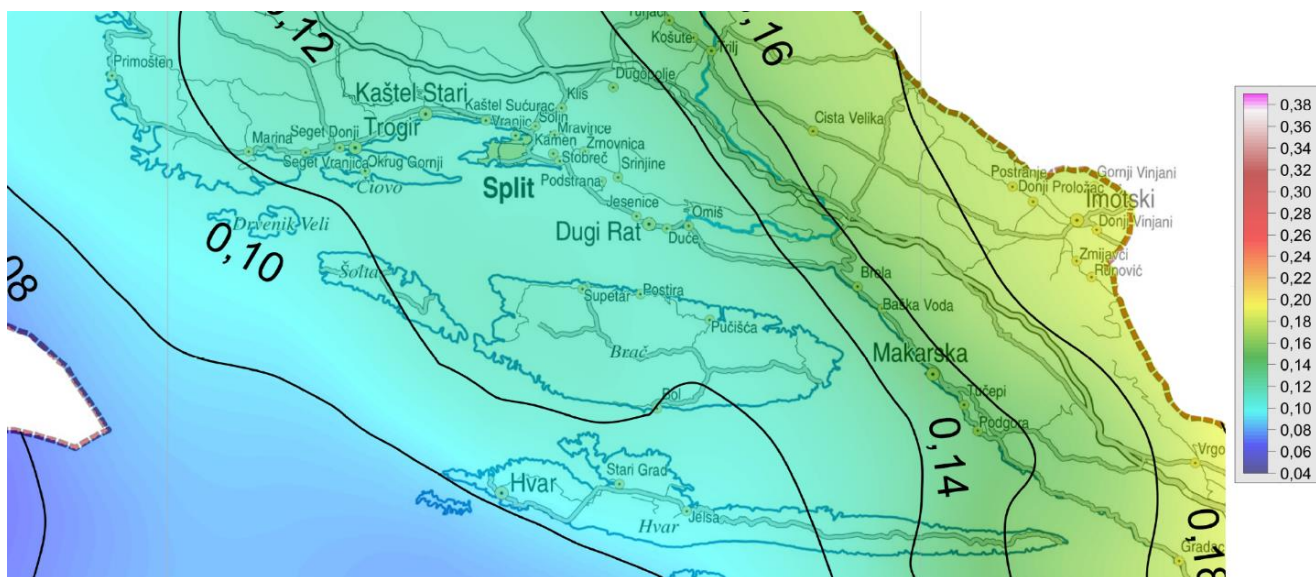 0,12
0,16
Turjaci
Košute
Trilj
Primošten
Dugopolje
Klis
Kaštel Stari
Kaštel Sućurac
Solin
Vranjic
Mravince
Cista Velika
Seget Donji
Trogir
Kamen
Žrnovnica
Marina
Stobreč
Srinjine
Seget Vranjica
Okrug Gornji
Čiovo
Split
Podstrana
Postranje
Gornji Vinjani
Donji Proložac
Imotski
Jesenice
Omiš
Drvenik Veli
Dugi Rat
Duće
Donji Vinjani
0,10
08
Zmijavci
Runović
Šolta
Brela
Supetar
Postira
Baška Voda
Pučišća
Brač
Makarska
Bol
Tučepi
Podgora
0,14
Vrgo
Stari Grad
Hvar
Jelsa
Hvar
Gradac
0,18
0,38
0,36
0,34
0,32
0,30
0,28
0,26
0,24
0,22
0,20
0,18
0,16
0,14
0,12
0,10
0,08
0,06
0,04